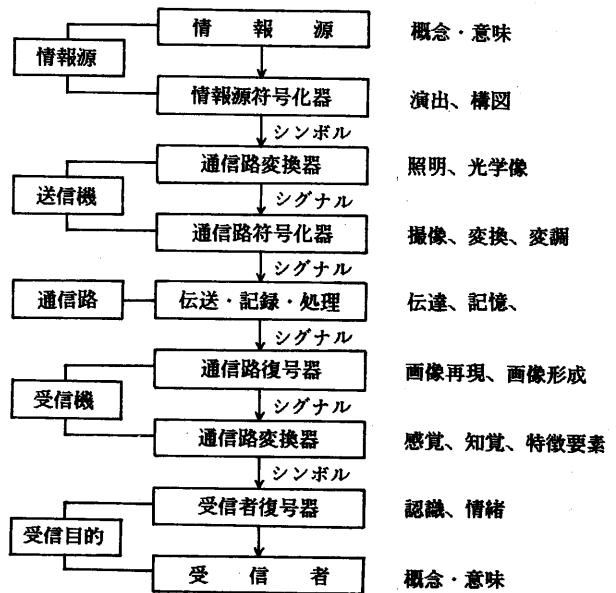 情報源 概念・意味
情報源
情報源符号化器 演出、構図
シンボル
通信路変換器 照明、光学像
送信機 シグナル
通信路符号化器 撮像、変換、変調
シグナル
通信路 伝送・記録・処理 伝達、記憶、
シグナル
通信路復号器 画像再現、画像形成
受信機 シグナル
通信路変換器 感覚、知覚、特徴要素
シンボル
受信者復号器 認識、情緒
受信目的
受信者 概念・意味